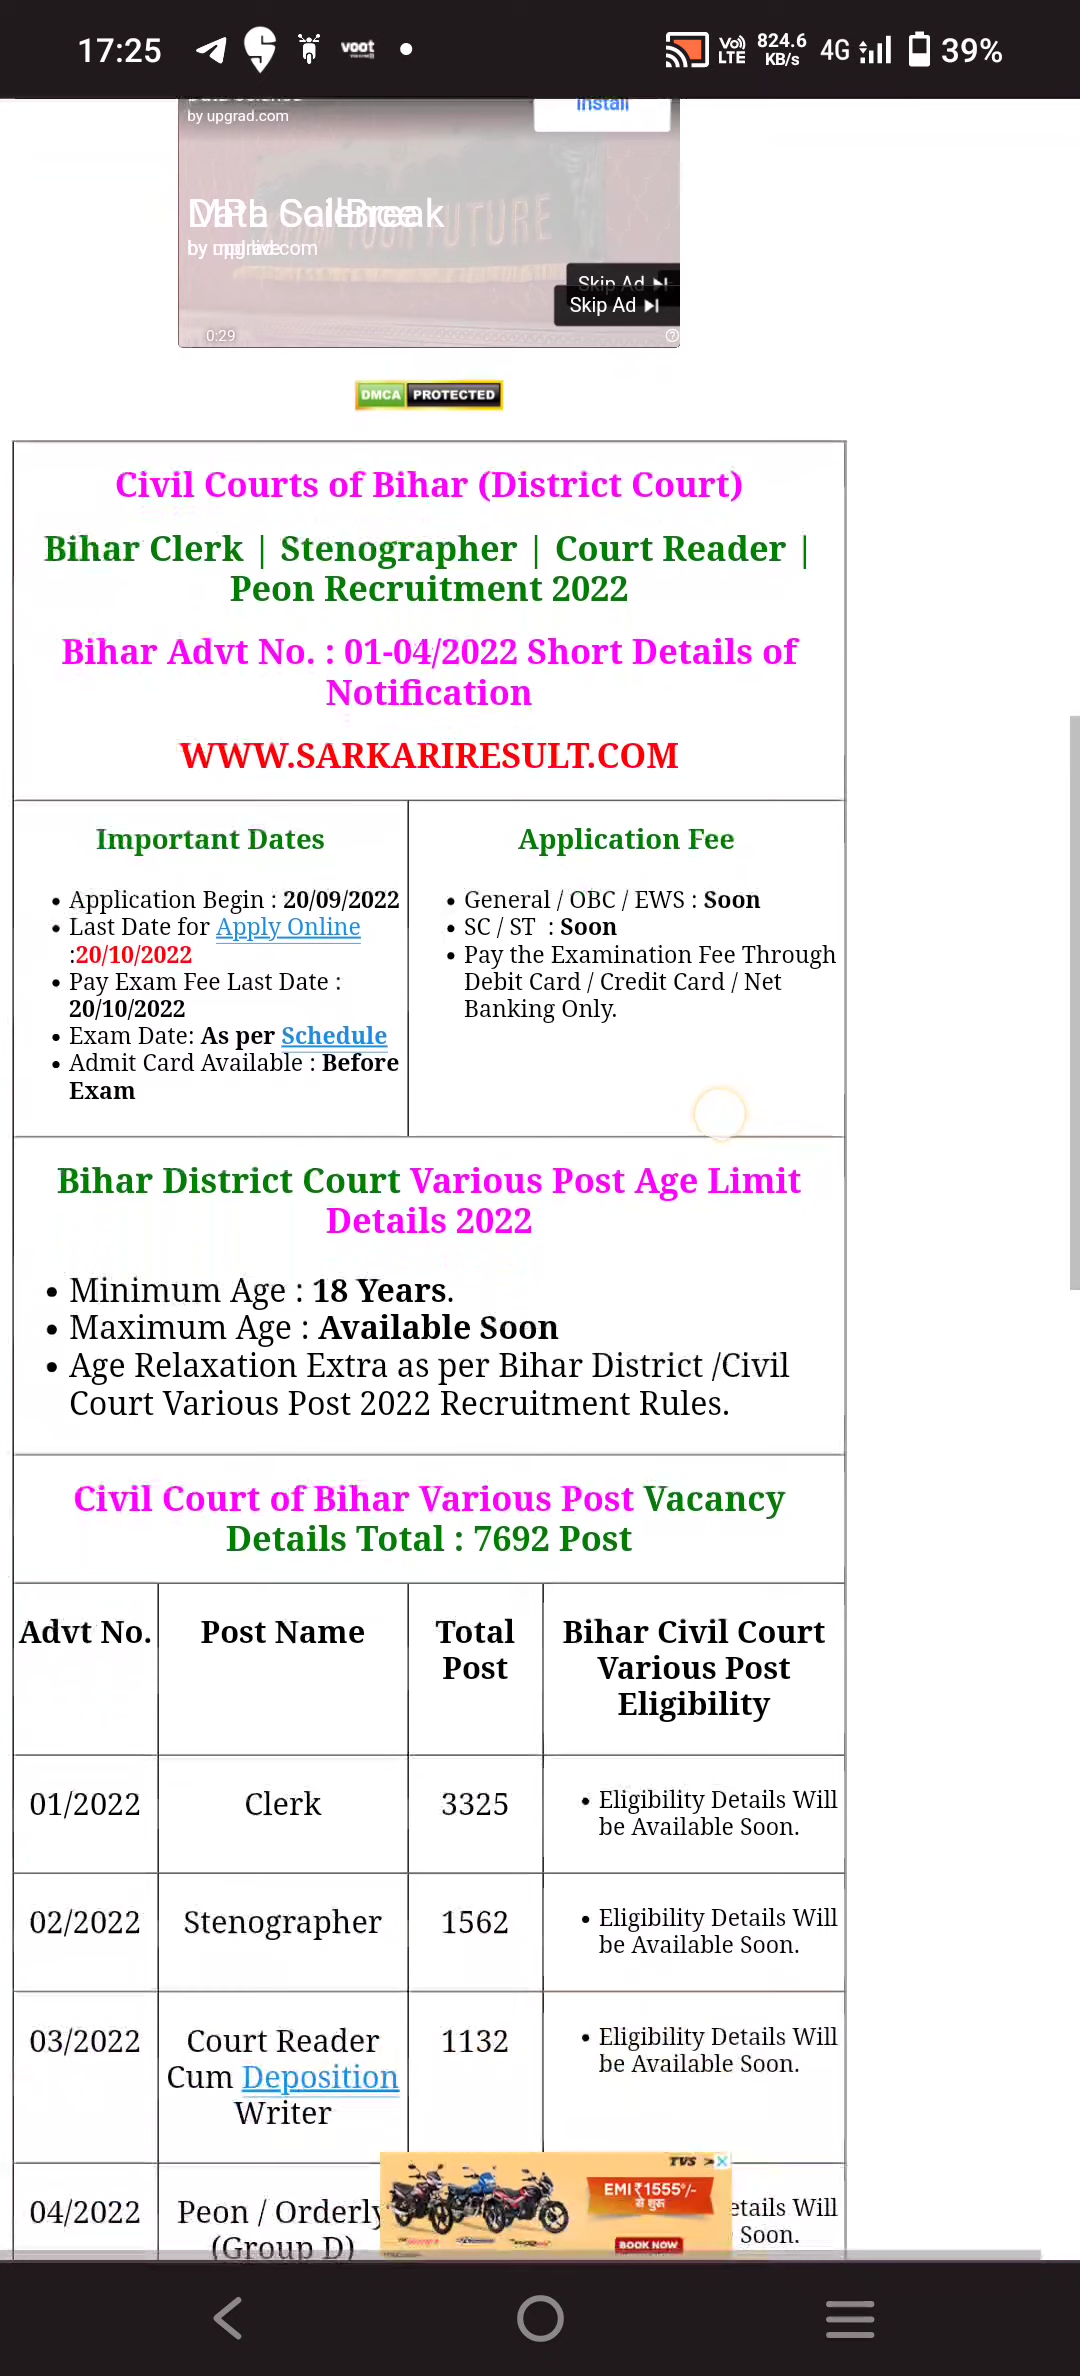 17:25 voot Vo) LTE 824.6 KB/s 4G 39%
Install
by upgrad.com
Skip Ad
Skip Ad
0:29
DMCA PROTECTED
Civil Courts of Bihar (District Court)
Bihar Clerk | Stenographer | Court Reader |
Peon Recruitment 2022
Bihar Advt No. : 01-04/2022 Short Details of
Notification
WWW.SARKARIRESULT.COM
Important Dates
• Application Begin : 20/09/2022
• Last Date for Apply Online
:20/10/2022
• Pay Exam Fee Last Date :
20/10/2022
• Exam Date: As per Schedule
• Admit Card Available : Before
Exam
Application Fee
• General / OBC / EWS : Soon
• SC / ST : Soon
• Pay the Examination Fee Through
Debit Card / Credit Card / Net
Banking Only.
Bihar District Court Various Post Age Limit
Details 2022
• Minimum Age : 18 Years.
• Maximum Age : Available Soon
• Age Relaxation Extra as per Bihar District /Civil
Court Various Post 2022 Recruitment Rules.
Civil Court of Bihar Various Post Vacancy
Details Total : 7692 Post
Advt No. Post Name Total
Post
Bihar Civil Court
Various Post
Eligibility
01/2022 Clerk 3325
• Eligibility Details Will
be Available Soon.
02/2022 Stenographer 1562
• Eligibility Details Will
be Available Soon.
03/2022 Court Reader
Cum Deposition
Writer
1132
• Eligibility Details Will
be Available Soon.
04/2022 Peon / Orderly
(Group D)
Will
Soon.
TVS
EMI ₹1555*/-
से शुरू
BOOK NOW